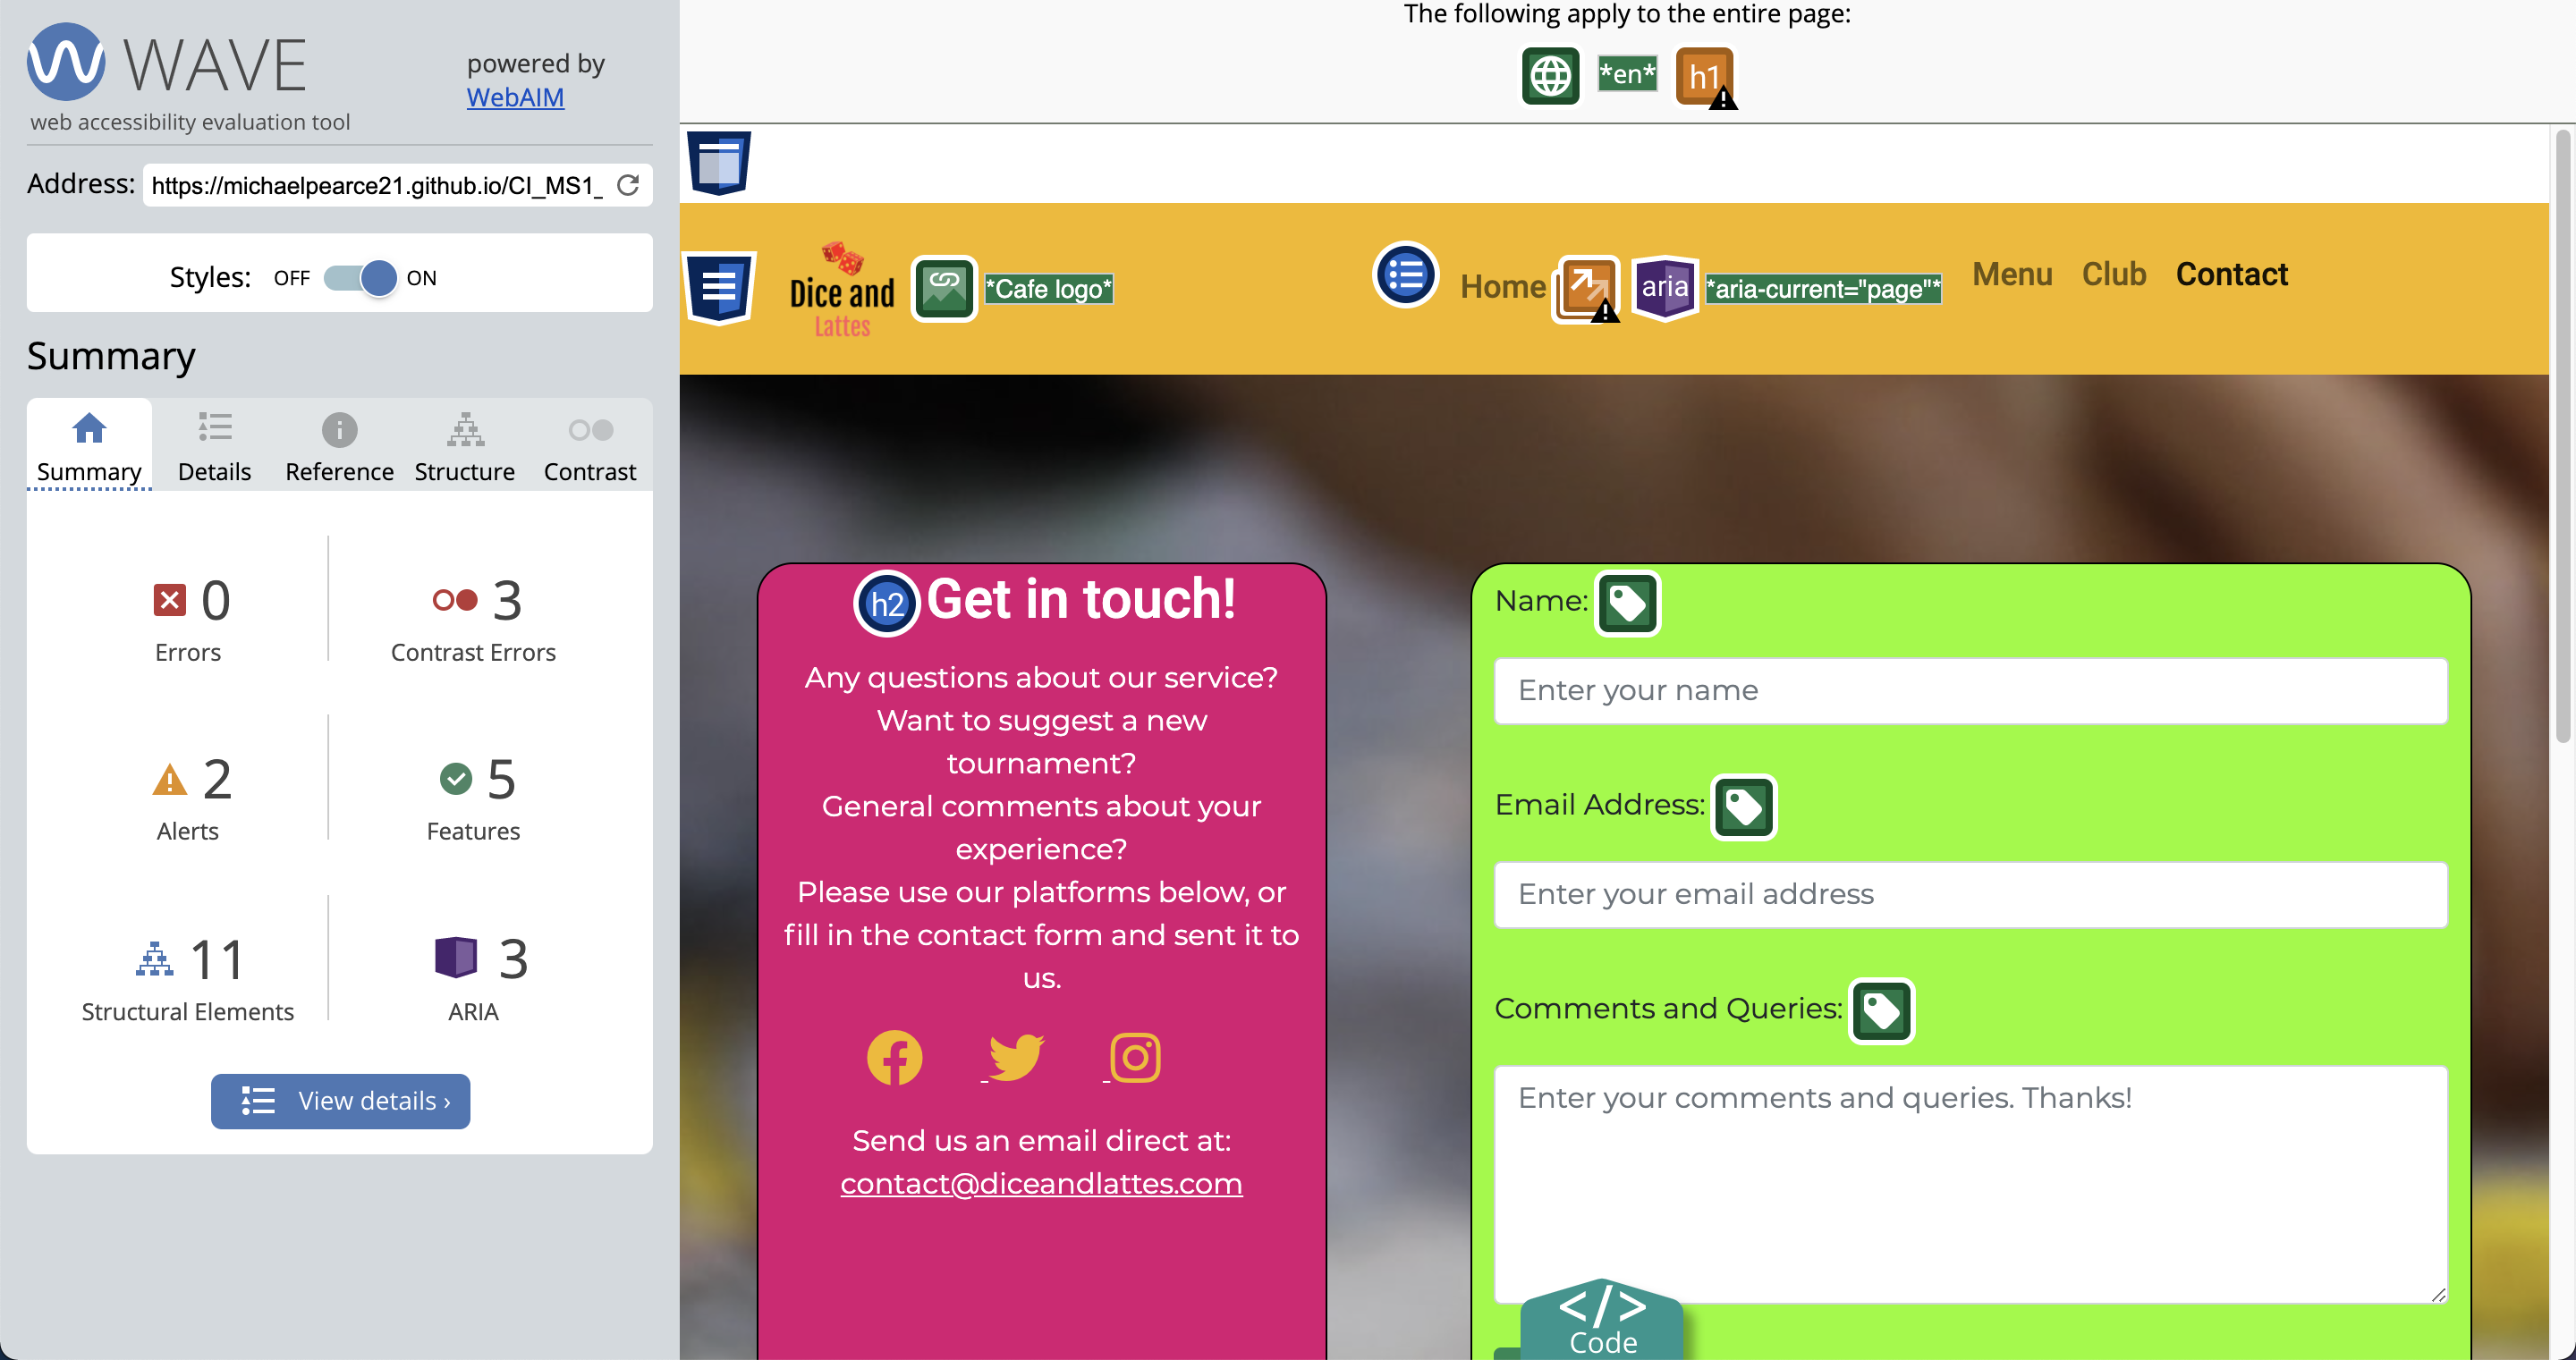 WAVE
powered by
WebAIM
web accessibility evaluation tool
Address: https://michaelpearce21.github.io/CI_MS1_
Styles: OFF ON
Summary
Summary Details Reference Structure Contrast
0
Errors
3
Contrast Errors
2
Alerts
5
Features
11
Structural Elements
3
ARIA
View details ›
The following apply to the entire page:
*en* h1
Dice and
Lattes
*Cafe logo*
Home aria *aria-current="page"* Menu Club Contact
h2 Get in touch!
Any questions about our service?
Want to suggest a new
tournament?
General comments about your
experience?
Please use our platforms below, or
fill in the contact form and sent it to
us.
Send us an email direct at:
contact@diceandlattes.com
Name:
Enter your name
Email Address:
Enter your email address
Comments and Queries:
Enter your comments and queries. Thanks!
</>
Code